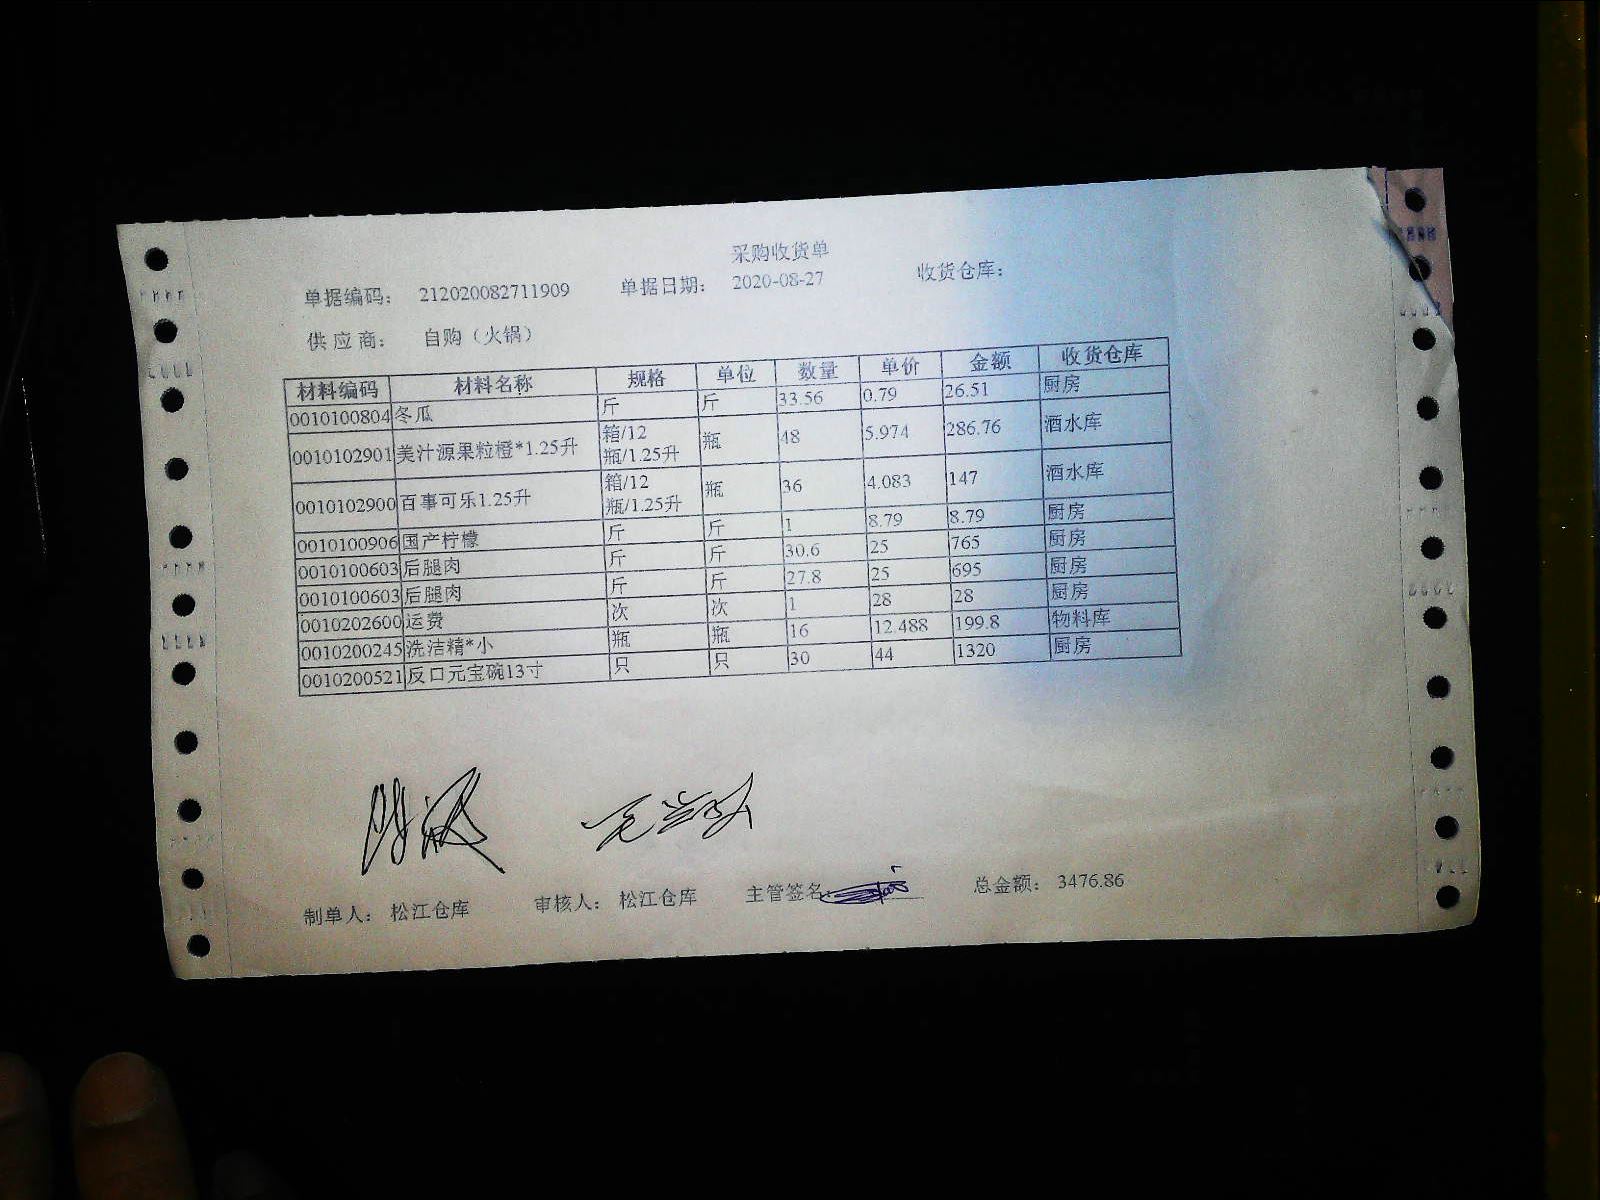 采购收货单
单据编码： 212020082711909 单据日期： 2020-08-27 收货仓库：
供 应 商： 自购（火锅）
材料编码 材料名称 规格 单位 数量 单价 金额 收货仓库
0010100804 冬瓜 斤 斤 33.56 0.79 26.51 厨房
0010102901 美汁源果粒橙*1.25升 箱/12瓶/1.25升 瓶 48 5.974 286.76 酒水库
0010102900 百事可乐1.25升 箱/12瓶/1.25升 瓶 36 4.083 147 酒水库
0010100906 国产柠檬 斤 斤 1 8.79 8.79 厨房
0010100603 后腿肉 斤 斤 30.6 25 765 厨房
0010100603 后腿肉 斤 斤 27.8 25 695 厨房
0010202600 运费 次 次 1 28 28 厨房
0010200245 洗洁精*小 瓶 瓶 16 12.488 199.8 物料库
0010200521 反口元宝碗13寸 只 只 30 44 1320 厨房
制单人： 松江仓库 审核人： 松江仓库 主管签名： 总金额： 3476.86